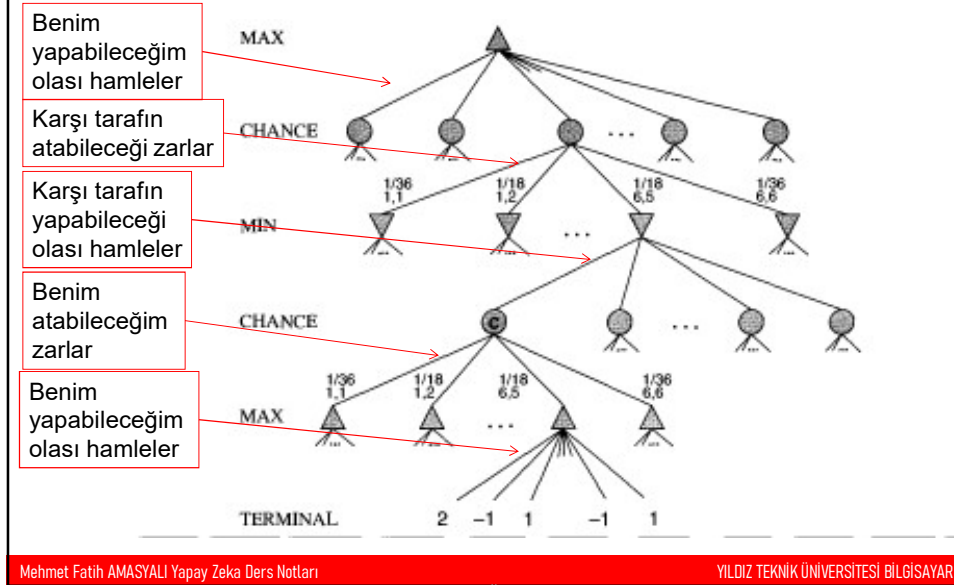 Benim
yapabileceğim
olası hamleler
MAX
Karşı tarafın
atabileceği zarlar
CHANCE
...
Karşı tarafın
yapabileceği
olası hamleler
1/36 1/18 1/18 1/36
1,1 1,2 6,5 6,6
MIN
...
Benim
atabileceğim
zarlar
CHANCE
C
...
Benim
yapabileceğim
olası hamleler
1/36 1/18 1/18 1/36
1,1 1,2 6,5 6,6
MAX
...
TERMINAL 2 –1 1 –1 1
Mehmet Fatih AMASYALI Yapay Zeka Ders Notları YILDIZ TEKNİK ÜNİVERSİTESİ BİLGİSAYAR